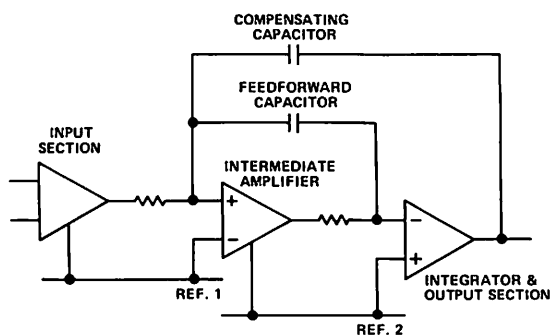 COMPENSATING
CAPACITOR
FEEDFORWARD
CAPACITOR
INPUT
SECTION
INTERMEDIATE
AMPLIFIER
+
−
−
+
REF. 1
INTEGRATOR &
OUTPUT SECTION
REF. 2